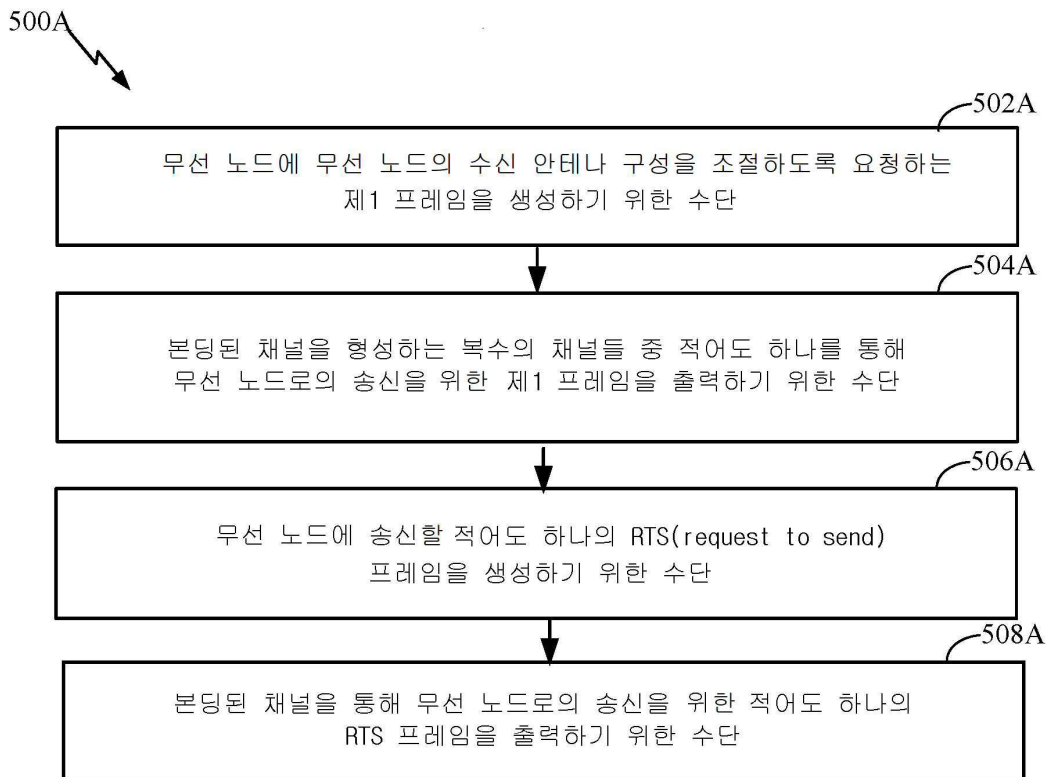 500A
502A
무선 노드에 무선 노드의 수신 안테나 구성을 조절하도록 요청하는
제1 프레임을 생성하기 위한 수단
504A
본딩된 채널을 형성하는 복수의 채널들 중 적어도 하나를 통해
무선 노드로의 송신을 위한 제1 프레임을 출력하기 위한 수단
506A
무선 노드에 송신할 적어도 하나의 RTS(request to send)
프레임을 생성하기 위한 수단
508A
본딩된 채널을 통해 무선 노드로의 송신을 위한 적어도 하나의
RTS 프레임을 출력하기 위한 수단